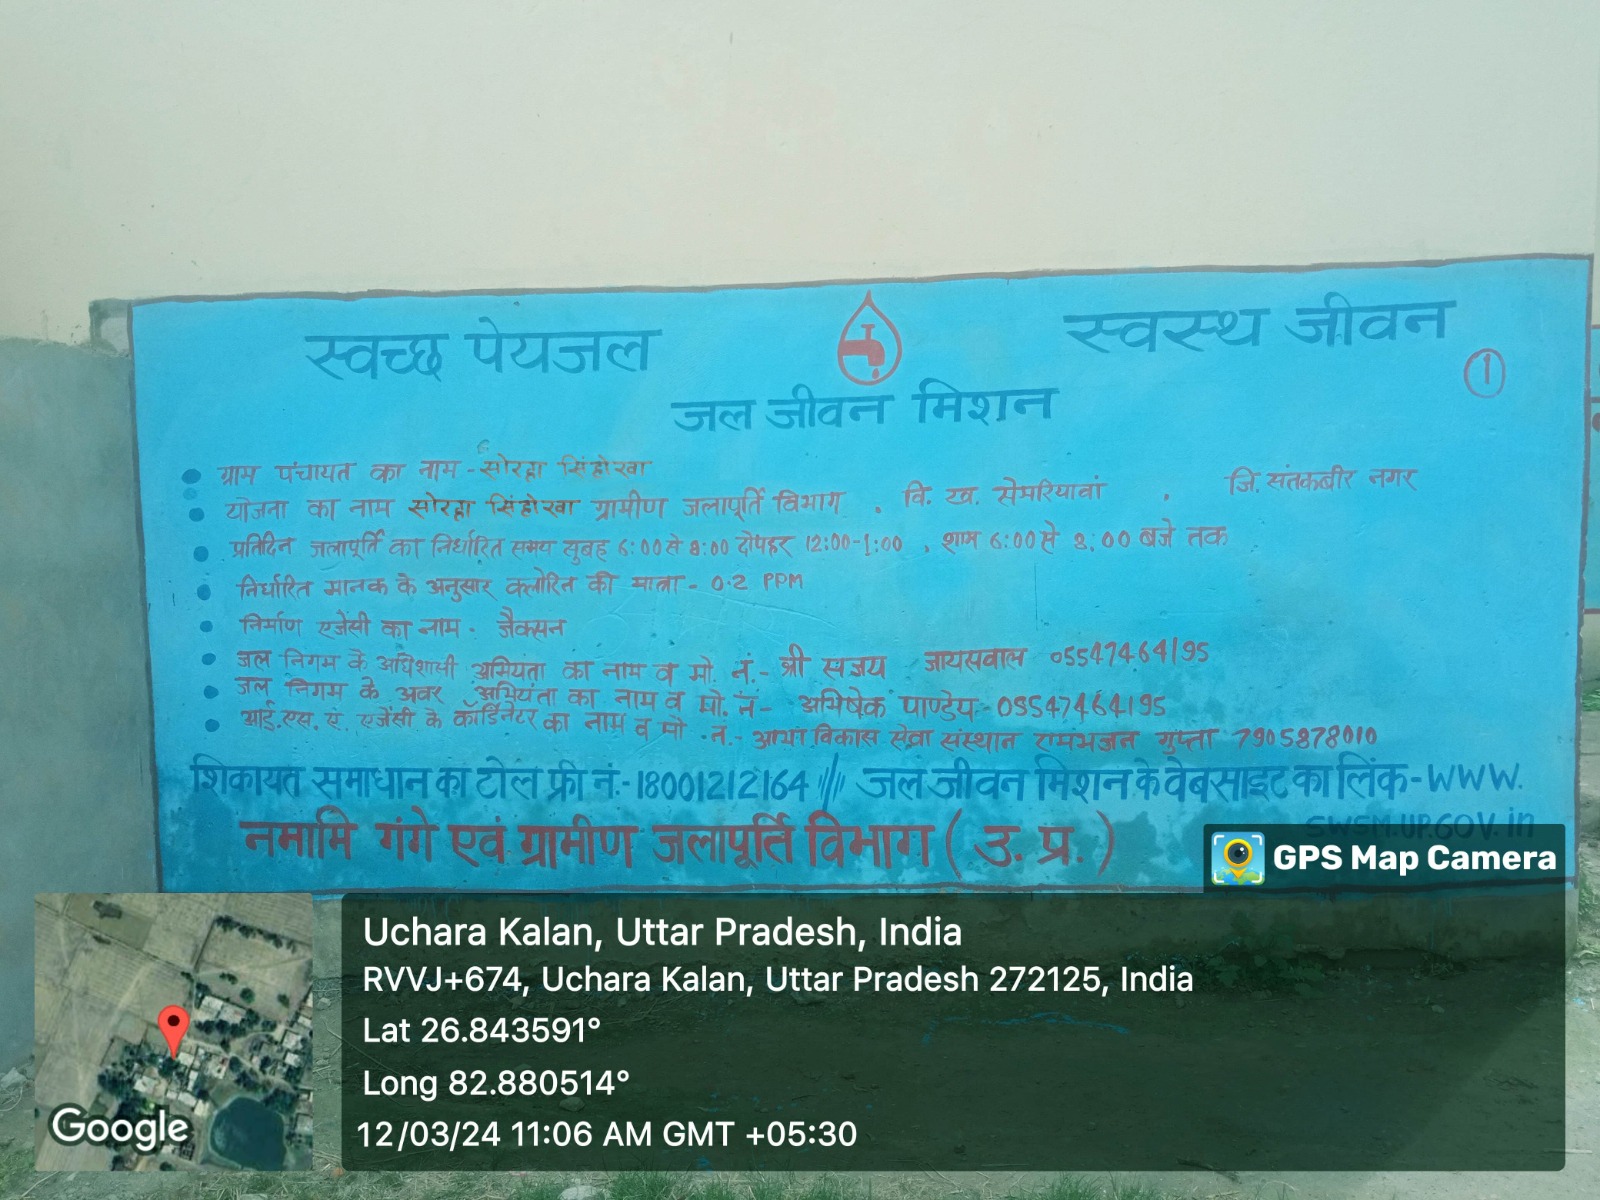 स्वच्छ पेयजल
स्वस्थ जीवन
1
जल जीवन मिशन
ग्राम पंचायत का नाम - सोरहा सिंहोरवा
योजना का नाम सोरहा सिंहोरवा ग्रामीण जलापूर्ति विभाग . वि. ख. सेमरियावां . जि. संतकबीर नगर
प्रतिदिन जलापूर्ति का निर्धारित समय सुबह 6:00 से 8:00 दोपहर 12:00-1:00 , शाम 6:00 से 8.00 बजे तक
निर्धारित मानक के अनुसार क्लोरिन की मात्रा - 0.2 PPM
निर्माण एजेंसी का नाम - जैक्सन
जल निगम के अधिशासी अभियंता का नाम व मो. नं.- श्री संजय जायसवाल 05547464195
जल निगम के अवर अभियंता का नाम व मो. नं- अभिषेक पाण्डेय- 05547464195
आई.एस. ए. एजेंसी के कॉर्डिनेटर का नाम व मो. नं.- विकास सेवा संस्थान रामभजन गुप्ता 7905878010
शिकायत समाधान का टोल फ्री नं.- 18001212164 /// जल जीवन मिशन के वेबसाइट का लिंक - www.
SWSM.UP.GOV.in
नमामि गंगे एवं ग्रामीण जलापूर्ति विभाग ( उ. प्र. )
GPS Map Camera
Uchara Kalan, Uttar Pradesh, India
RVVJ+674, Uchara Kalan, Uttar Pradesh 272125, India
Lat 26.843591°
Long 82.880514°
12/03/24 11:06 AM GMT +05:30
Google